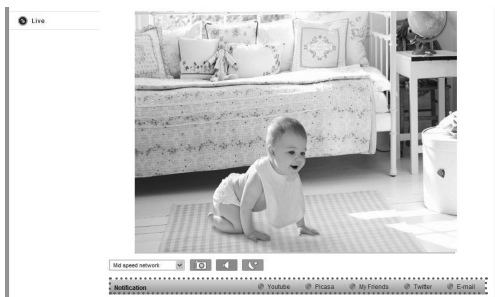 Live
Mid speed network
Notification Youtube Picasa My Friends Twitter E-mail